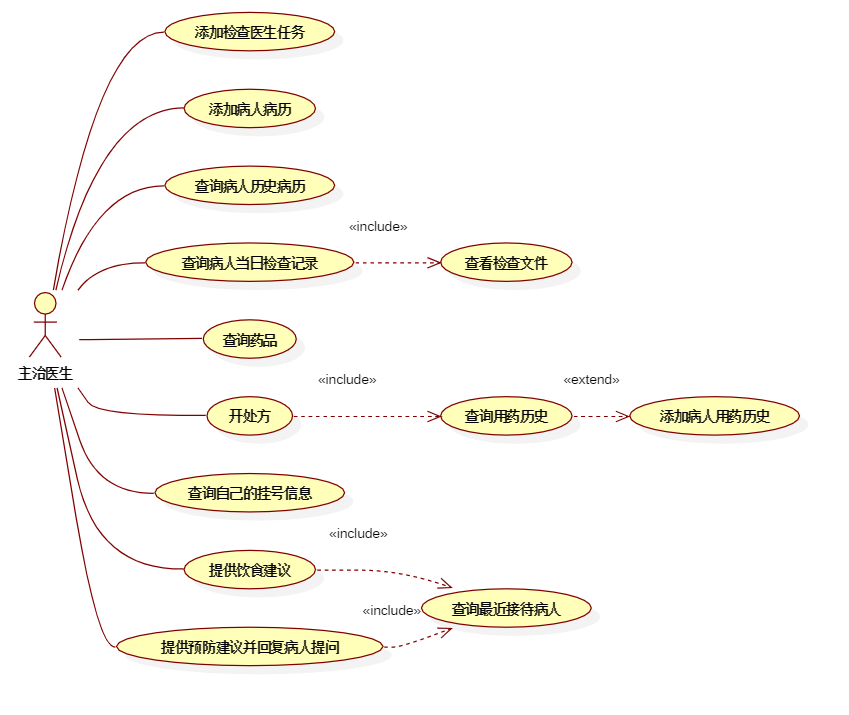 添加检查医生任务
添加病人病历
查询病人历史病历
«include»
查询病人当日检查记录
查看检查文件
查询药品
主治医生
«include»
«extend»
开处方
查询用药历史
添加病人用药历史
查询自己的挂号信息
«include»
提供饮食建议
«include»
查询最近接待病人
提供预防建议并回复病人提问